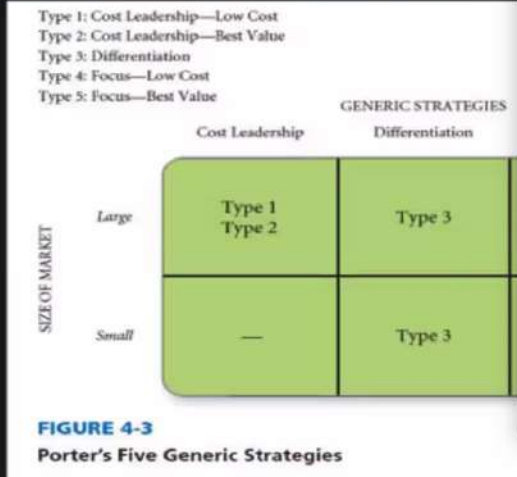 Type 1: Cost Leadership—Low Cost
Type 2: Cost Leadership—Best Value
Type 3: Differentiation
Type 4: Focus—Low Cost
Type 5: Focus—Best Value
GENERIC STRATEGIES
Cost Leadership Differentiation
SIZE OF MARKET
Large
Type 1
Type 2
Type 3
Small
—
Type 3
FIGURE 4-3
Porter's Five Generic Strategies